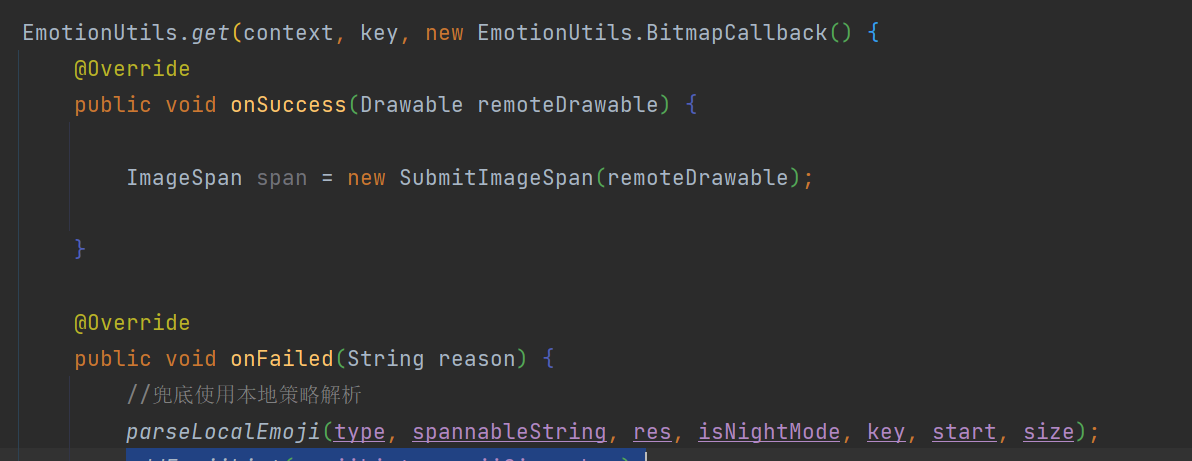 EmotionUtils.get(context, key, new EmotionUtils.BitmapCallback() {
@Override
public void onSuccess(Drawable remoteDrawable) {
ImageSpan span = new SubmitImageSpan(remoteDrawable);
}
@Override
public void onFailed(String reason) {
//兜底使用本地策略解析
parseLocalEmoji(type, spannableString, res, isNightMode, key, start, size);